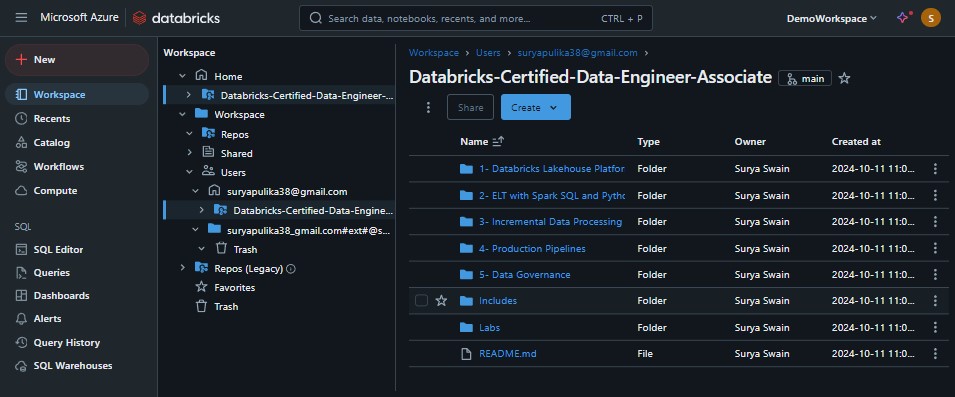 Microsoft Azure databricks Search data, notebooks, recents, and more... CTRL + P DemoWorkspace S
New
Workspace
Recents
Catalog
Workflows
Compute
SQL
SQL Editor
Queries
Dashboards
Alerts
Query History
SQL Warehouses
Workspace
Home
Databricks-Certified-Data-Engineer-...
Workspace
Repos
Shared
Users
suryapulika38@gmail.com
Databricks-Certified-Data-Engine...
suryapulika38_gmail.com#ext#@s...
Trash
Repos (Legacy)
Favorites
Trash
Workspace > Users > suryapulika38@gmail.com >
Databricks-Certified-Data-Engineer-Associate main
Share Create
Name Type Owner Created at
1- Databricks Lakehouse Platfor Folder Surya Swain 2024-10-11 11:0...
2- ELT with Spark SQL and Pytho Folder Surya Swain 2024-10-11 11:0...
3- Incremental Data Processing Folder Surya Swain 2024-10-11 11:0...
4- Production Pipelines Folder Surya Swain 2024-10-11 11:0...
5- Data Governance Folder Surya Swain 2024-10-11 11:0...
Includes Folder Surya Swain 2024-10-11 11:0...
Labs Folder Surya Swain 2024-10-11 11:0...
README.md File Surya Swain 2024-10-11 11:0...